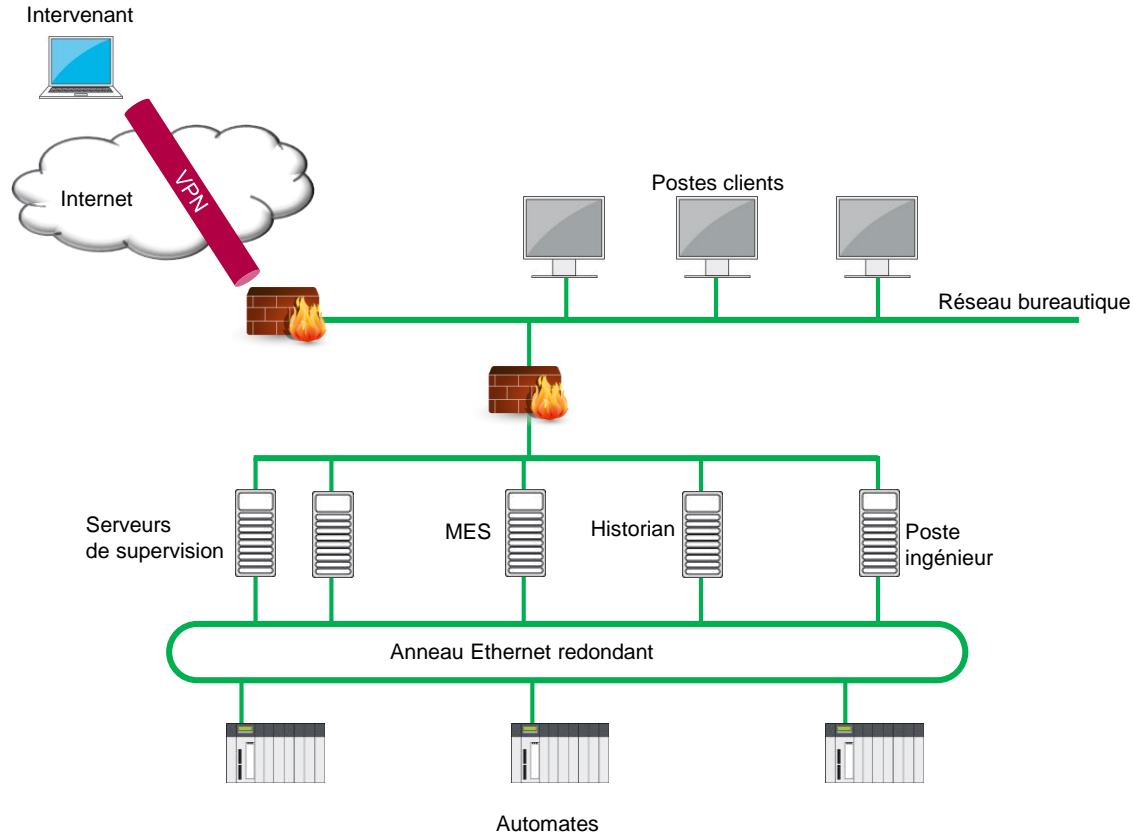 Intervenant
Internet
VPN
Postes clients
Réseau bureautique
Serveurs
de supervision
MES
Historian
Poste
ingénieur
Anneau Ethernet redondant
Automates